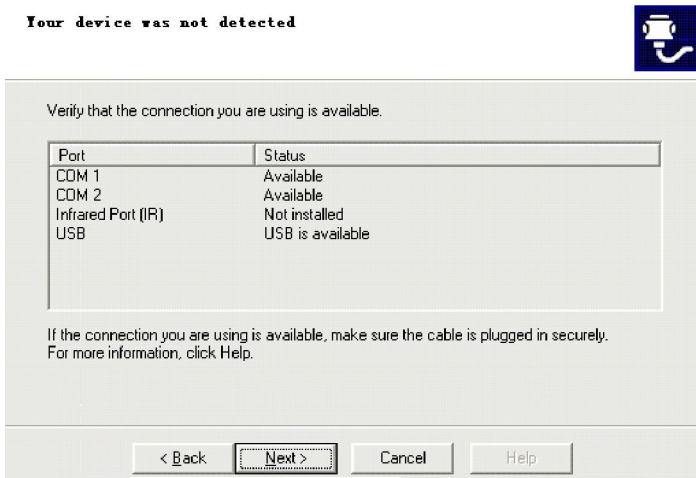 Your device was not detected
Verify that the connection you are using is available.
Port Status
COM 1 Available
COM 2 Available
Infrared Port (IR) Not installed
USB USB is available
If the connection you are using is available, make sure the cable is plugged in securely.
For more information, click Help.
< Back Next > Cancel Help